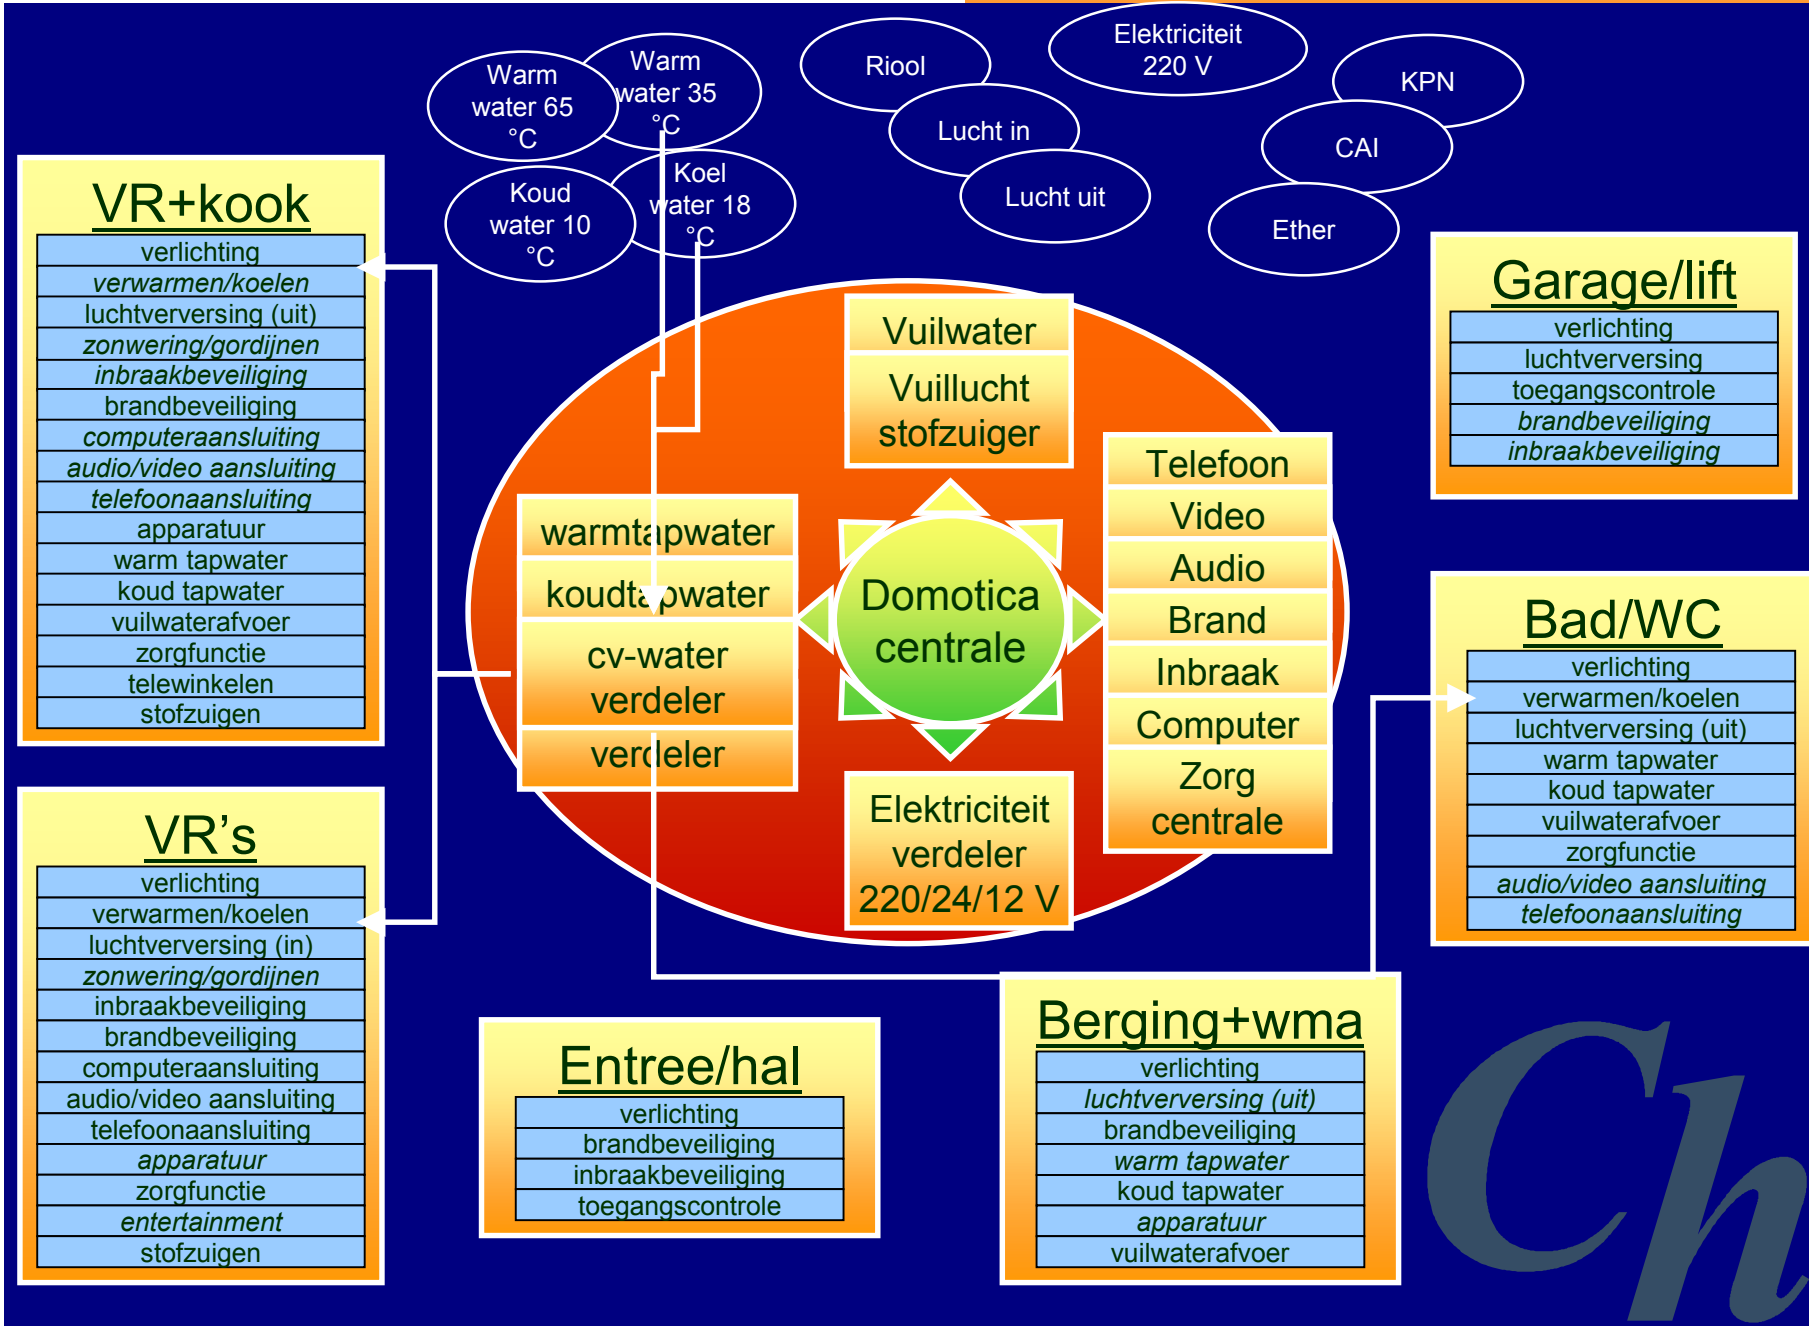 Warm
water 65
°C
Warm
water 35
°C
Koud
water 10
°C
Koel
water 18
°C
Riool
Lucht in
Lucht uit
Elektriciteit
220 V
KPN
CAI
Ether
VR+kook
verlichting
verwarmen/koelen
luchtverversing (uit)
zonwering/gordijnen
inbraakbeveiliging
brandbeveiliging
computeraansluiting
audio/video aansluiting
telefoonaansluiting
apparatuur
warm tapwater
koud tapwater
vuilwaterafvoer
zorgfunctie
telewinkelen
stofzuigen
VR's
verlichting
verwarmen/koelen
luchtverversing (in)
zonwering/gordijnen
inbraakbeveiliging
brandbeveiliging
computeraansluiting
audio/video aansluiting
telefoonaansluiting
apparatuur
zorgfunctie
entertainment
stofzuigen
Vuilwater
Vuillucht
stofzuiger
warmtapwater
koudtapwater
cv-water
verdeler
verdeler
Domotica
centrale
Elektriciteit
verdeler
220/24/12 V
Telefoon
Video
Audio
Brand
Inbraak
Computer
Zorg
centrale
Entree/hal
verlichting
brandbeveiliging
inbraakbeveiliging
toegangscontrole
Berging+wma
verlichting
luchtverversing (uit)
brandbeveiliging
warm tapwater
koud tapwater
apparatuur
vuilwaterafvoer
Garage/lift
verlichting
luchtverversing
toegangscontrole
brandbeveiliging
inbraakbeveiliging
Bad/WC
verlichting
verwarmen/koelen
luchtverversing (uit)
warm tapwater
koud tapwater
vuilwaterafvoer
zorgfunctie
audio/video aansluiting
telefoonaansluiting
Ch